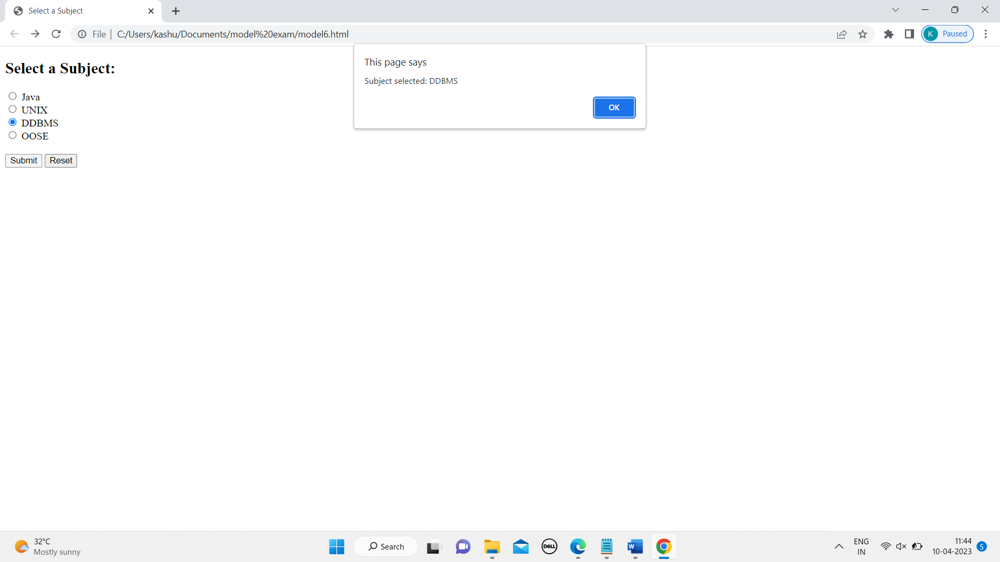 Select a Subject
File
C:/Users/kashu/Documents/model%20exam/model6.html
K Paused
Select a Subject:
Java
UNIX
DDBMS
OOSE
Submit Reset
This page says
Subject selected: DDBMS
OK
32°C
Mostly sunny
Search
DELL
W
ENG
IN
11:44
10-04-2023
5